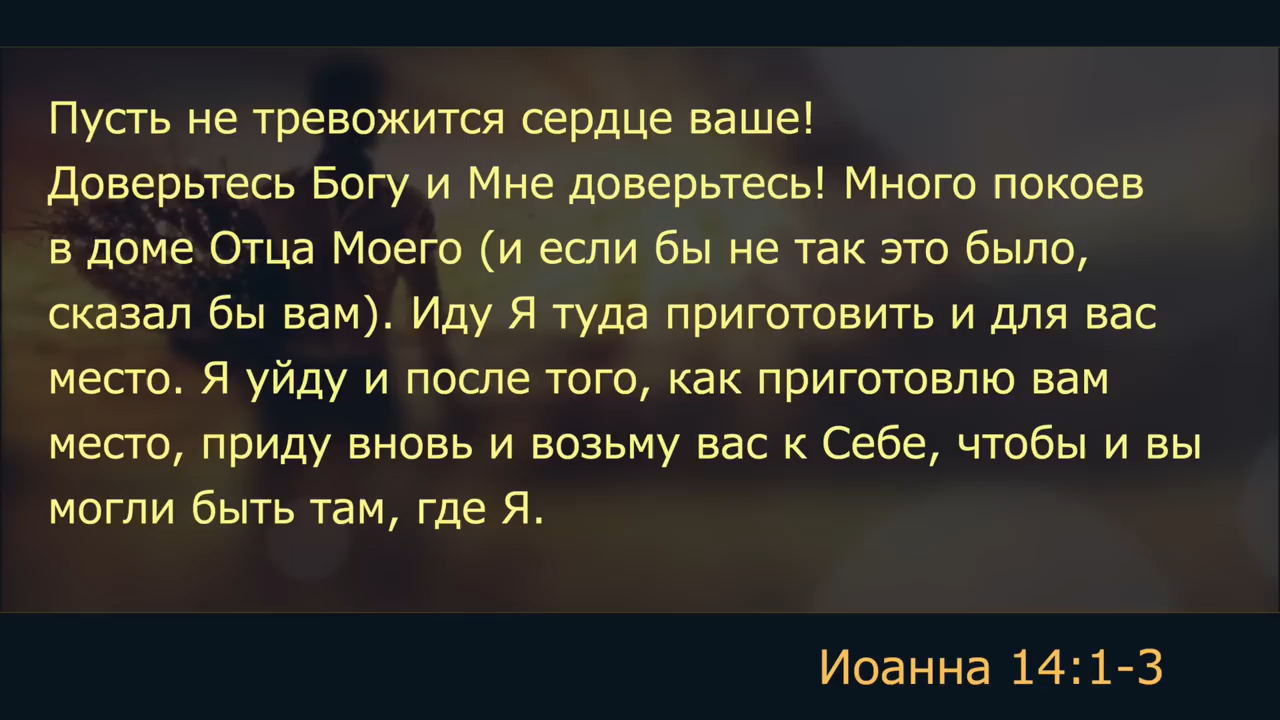 Пусть не тревожится сердце ваше!
Доверьтесь Богу и Мне доверьтесь! Много покоев
в доме Отца Моего (и если бы не так это было,
сказал бы вам). Иду Я туда приготовить и для вас
место. Я уйду и после того, как приготовлю вам
место, приду вновь и возьму вас к Себе, чтобы и вы
могли быть там, где Я.
Иоанна 14:1-3